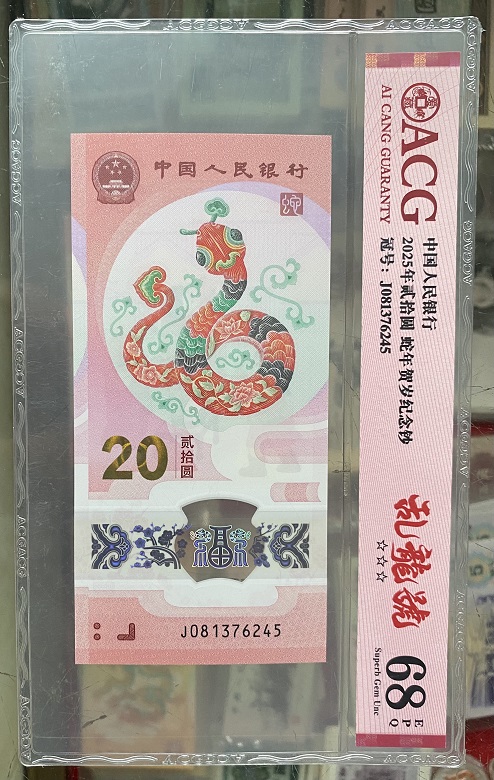 中国人民银行
20
贰拾圆
J081376245
ACG
AI CANG GUARANTY
中国人民银行
2025年贰拾圆 蛇年贺岁纪念钞
冠号: J081376245
乱龍號
☆☆☆
68
EPQ
Superb Gem Unc